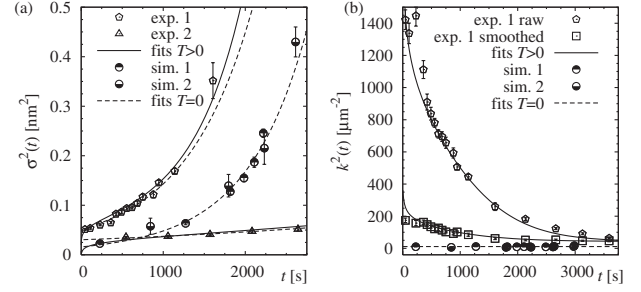 (a)
σ²(t) [nm²]
0.5
0.4
0.3
0.2
0.1
0
exp. 1
exp. 2
fits T>0
sim. 1
sim. 2
fits T=0
0 1000 2000 t [s]
(b)
k²(t) [μm⁻²]
1400
1200
1000
800
600
400
200
0
exp. 1 raw
exp. 1 smoothed
fits T>0
sim. 1
sim. 2
fits T=0
0 1000 2000 3000 t [s]